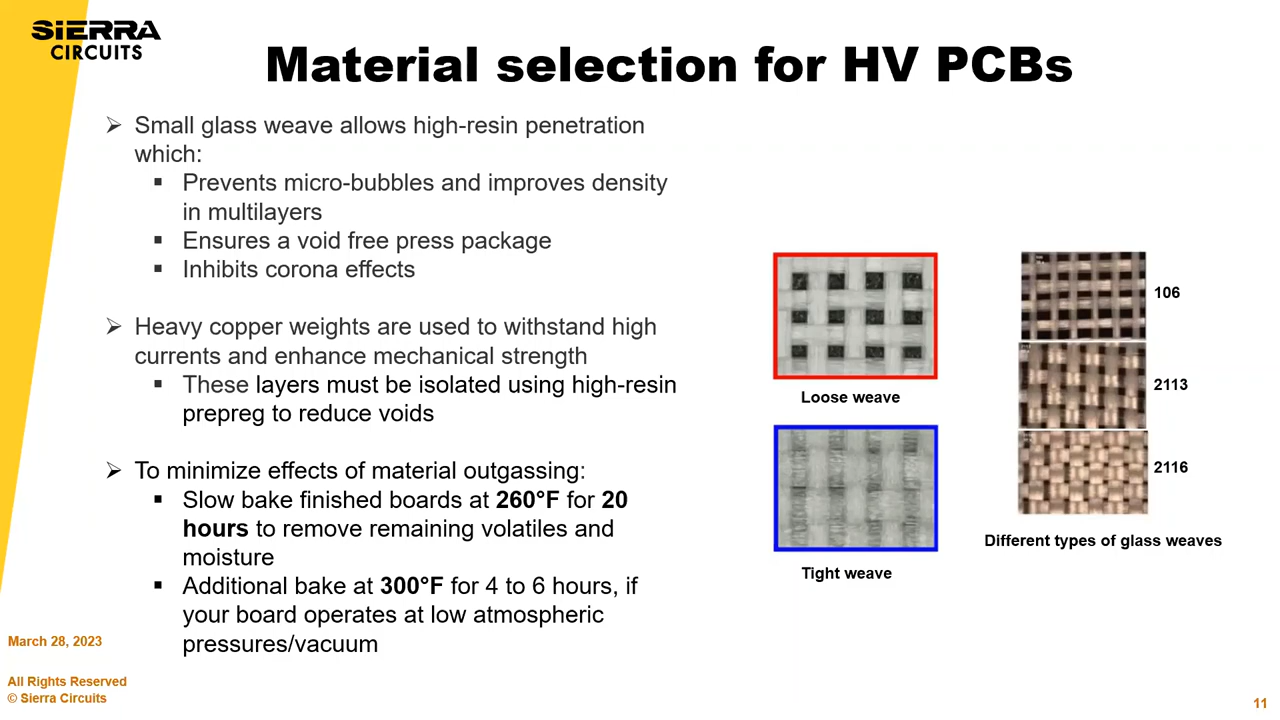 SIERRA
CIRCUITS
Material selection for HV PCBs
➢ Small glass weave allows high-resin penetration
which:
▪ Prevents micro-bubbles and improves density
in multilayers
▪ Ensures a void free press package
▪ Inhibits corona effects
➢ Heavy copper weights are used to withstand high
currents and enhance mechanical strength
▪ These layers must be isolated using high-resin
prepreg to reduce voids
➢ To minimize effects of material outgassing:
▪ Slow bake finished boards at 260°F for 20
hours to remove remaining volatiles and
moisture
▪ Additional bake at 300°F for 4 to 6 hours, if
your board operates at low atmospheric
pressures/vacuum
Loose weave
Tight weave
106
2113
2116
Different types of glass weaves
March 28, 2023
All Rights Reserved
© Sierra Circuits
11